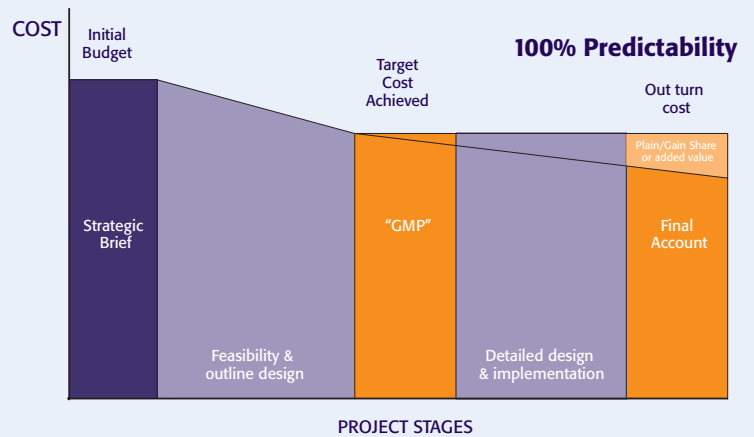 COST
Initial
Budget
100% Predictability
Target
Cost
Achieved
Out turn
cost
Plain/Gain Share
or added value
Strategic
Brief
“GMP”
Final
Account
Feasibility &
outline design
Detailed design
& implementation
PROJECT STAGES